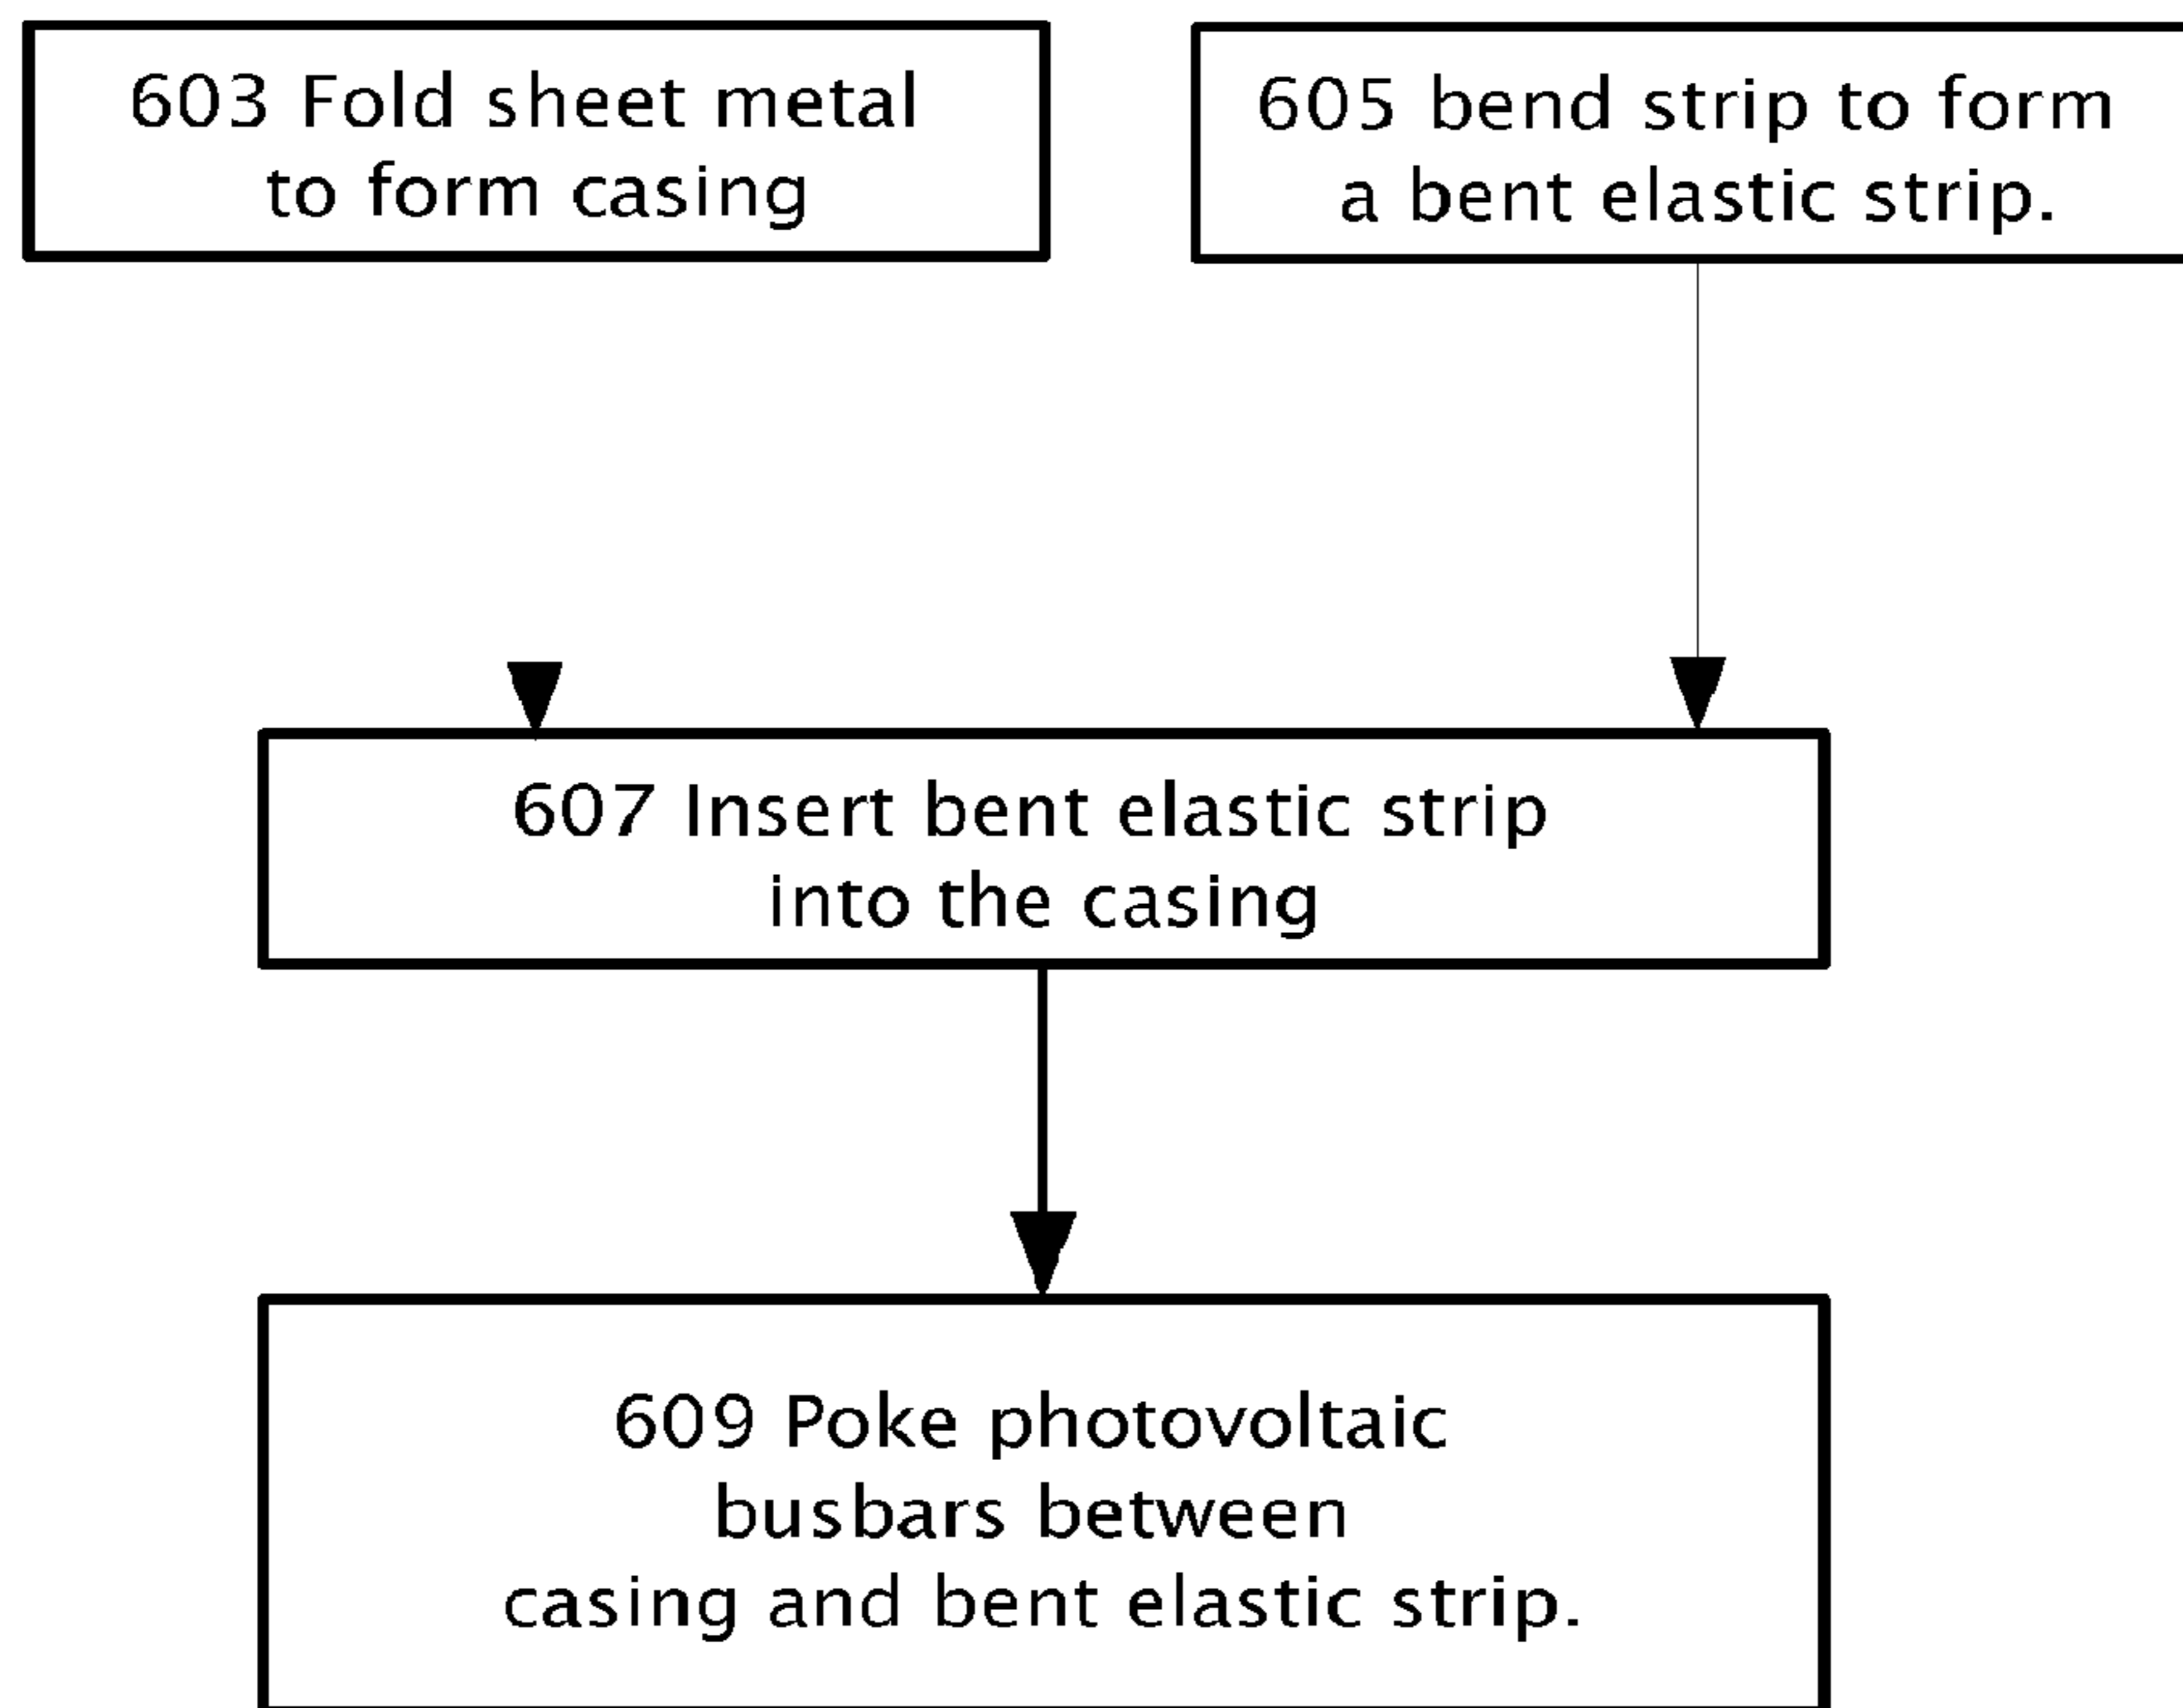 603 Fold sheet metal
to form casing
605 bend strip to form
a bent elastic strip.
607 Insert bent elastic strip
into the casing
609 Poke photovoltaic
busbars between
casing and bent elastic strip.